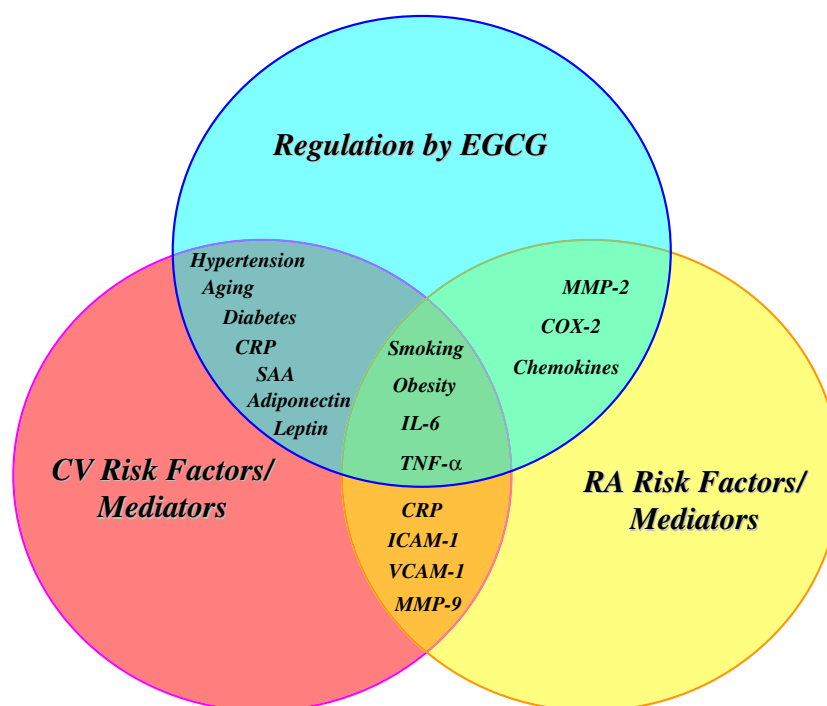 Regulation by EGCG
Hypertension
Aging
Diabetes
CRP
SAA
Adiponectin
Leptin
Smoking
Obesity
IL-6
TNF-α
MMP-2
COX-2
Chemokines
CV Risk Factors/
Mediators
RA Risk Factors/
Mediators
CRP
ICAM-1
VCAM-1
MMP-9